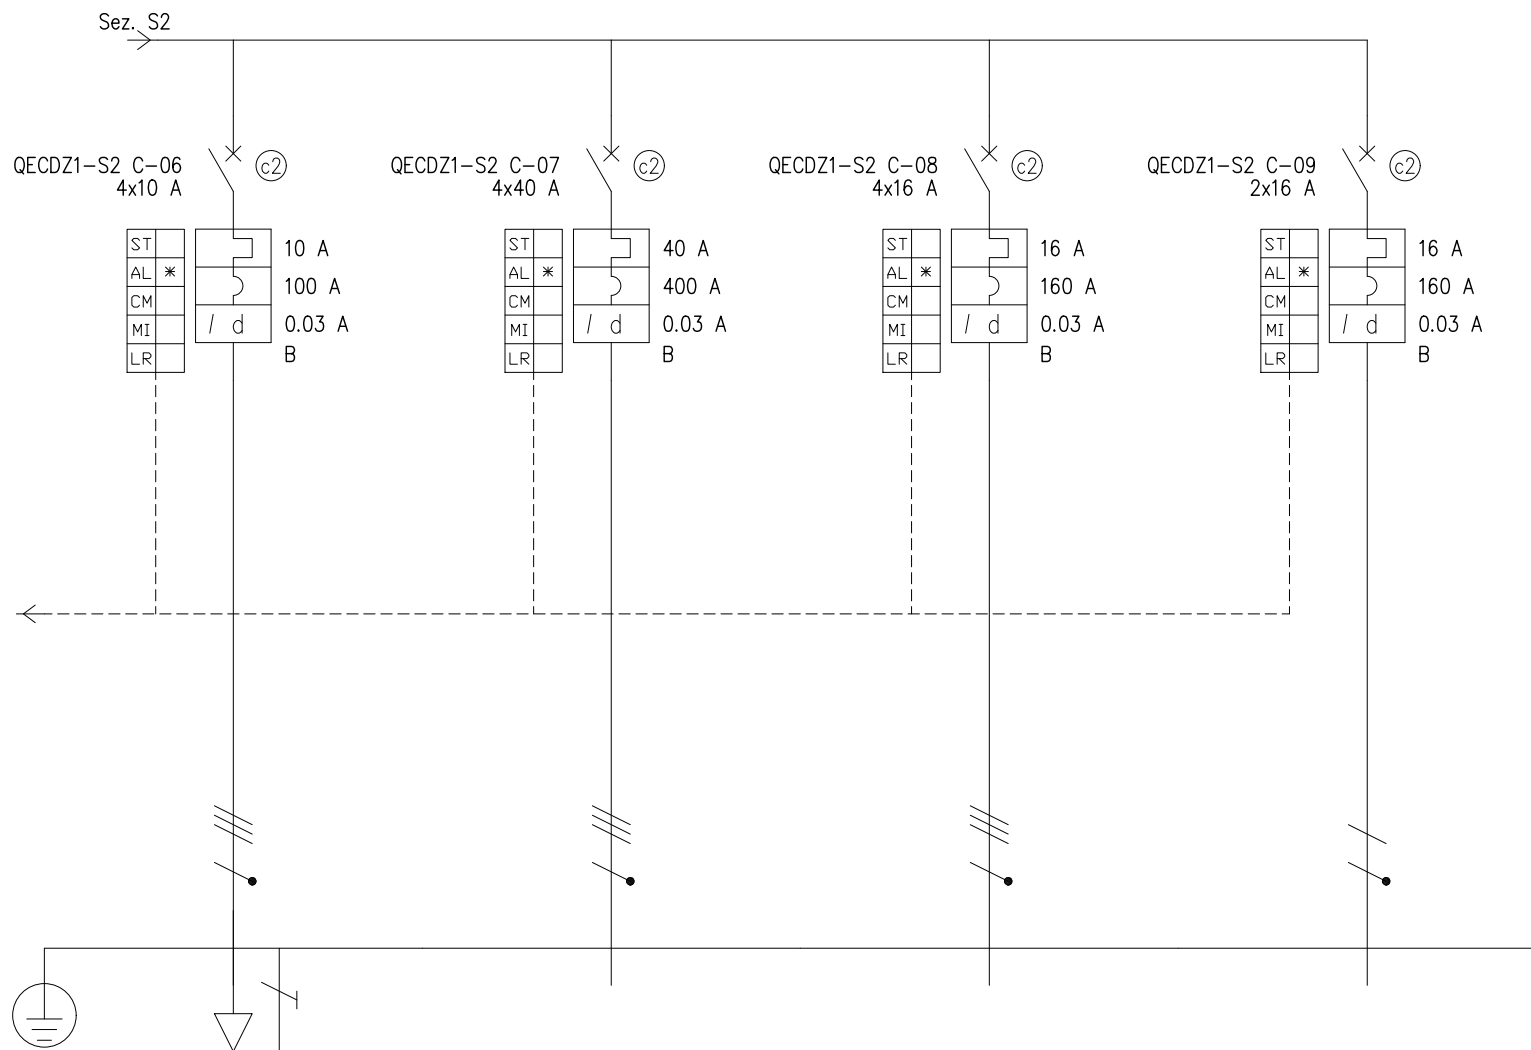 Sez. S2
QECDZ1-S2 C-06
4x10 A
c2
ST
AL *
CM
MI
LR
10 A
100 A
I d 0.03 A
B
QECDZ1-S2 C-07
4x40 A
c2
ST
AL *
CM
MI
LR
40 A
400 A
I d 0.03 A
B
QECDZ1-S2 C-08
4x16 A
c2
ST
AL *
CM
MI
LR
16 A
160 A
I d 0.03 A
B
QECDZ1-S2 C-09
2x16 A
c2
ST
AL *
CM
MI
LR
16 A
160 A
I d 0.03 A
B